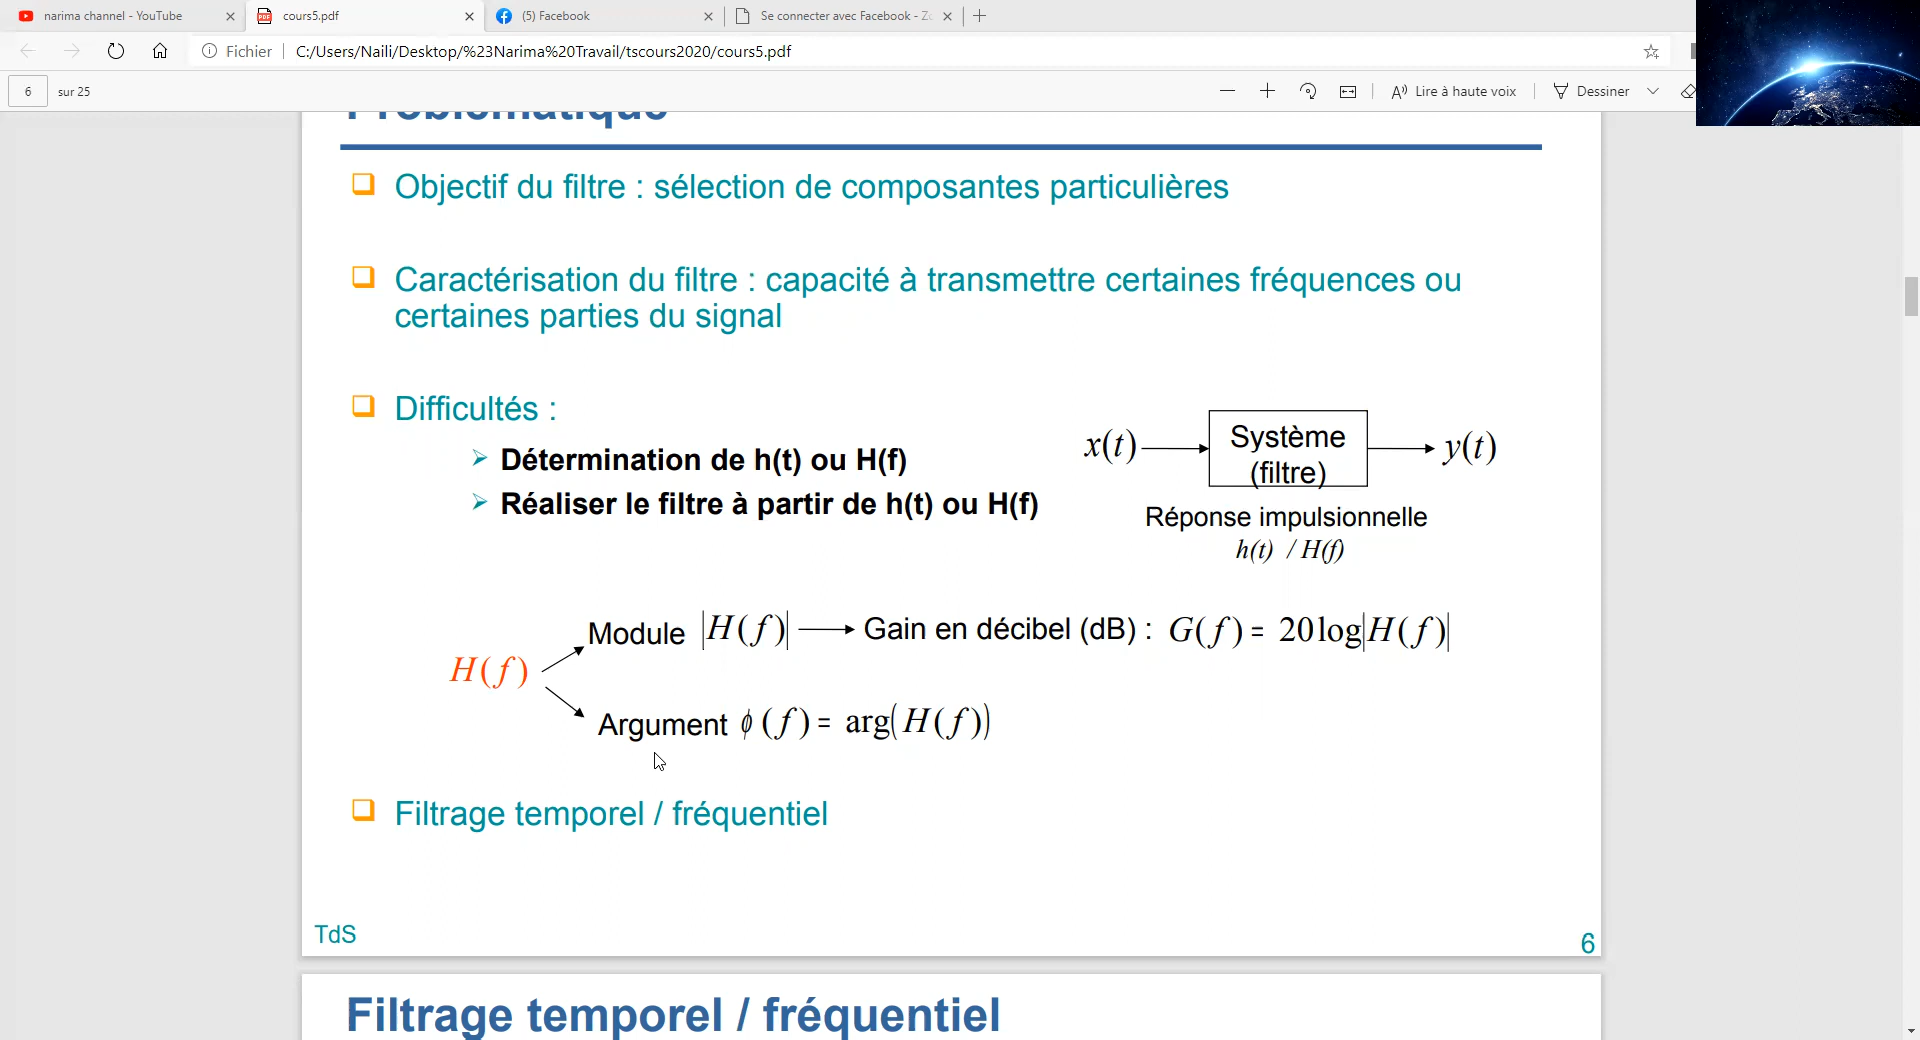 narima channel - YouTube
cours5.pdf
(5) Facebook
Se connecter avec Facebook - Zo
Fichier
C:/Users/Naili/Desktop/%23Narima%20Travail/tscours2020/cours5.pdf
6 sur 25
Lire à haute voix
Dessiner
Problématique
Objectif du filtre : sélection de composantes particulières
Caractérisation du filtre : capacité à transmettre certaines fréquences ou
certaines parties du signal
Difficultés :
Détermination de h(t) ou H(f)
Réaliser le filtre à partir de h(t) ou H(f)
x(t) Système y(t)
(filtre)
Réponse impulsionnelle
h(t) / H(f)
Module |H(f)| Gain en décibel (dB) : G(f) = 20log|H(f)|
H(f)
Argument ϕ(f) = arg(H(f))
Filtrage temporel / fréquentiel
TdS
6
Filtrage temporel / fréquentiel